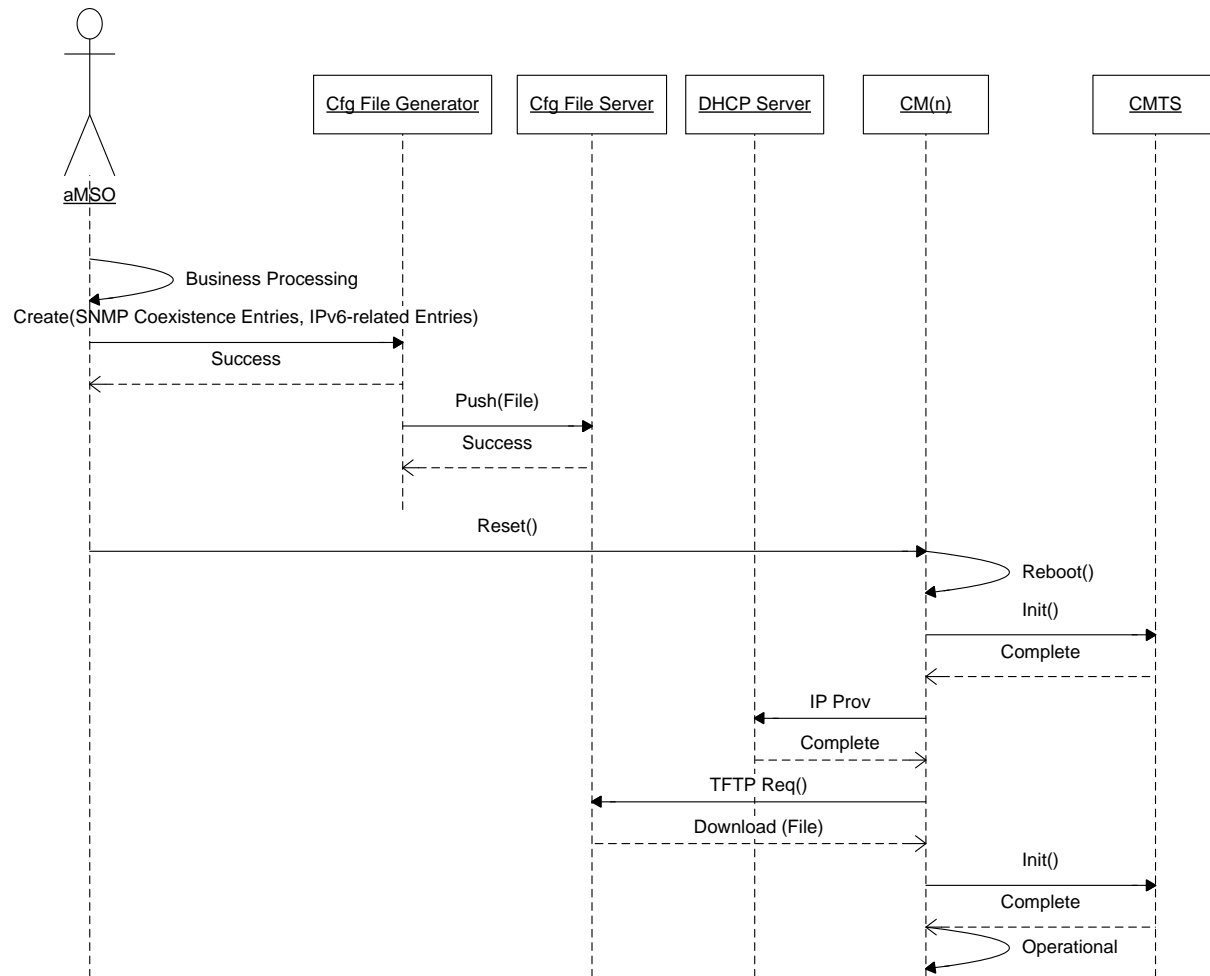 Cfg File Generator
Cfg File Server
DHCP Server
CM(n)
CMTS
aMSO
Business Processing
Create(SNMP Coexistence Entries, IPv6-related Entries)
Success
Push(File)
Success
Reset()
Reboot()
Init()
Complete
IP Prov
Complete
TFTP Req()
Download (File)
Init()
Complete
Operational